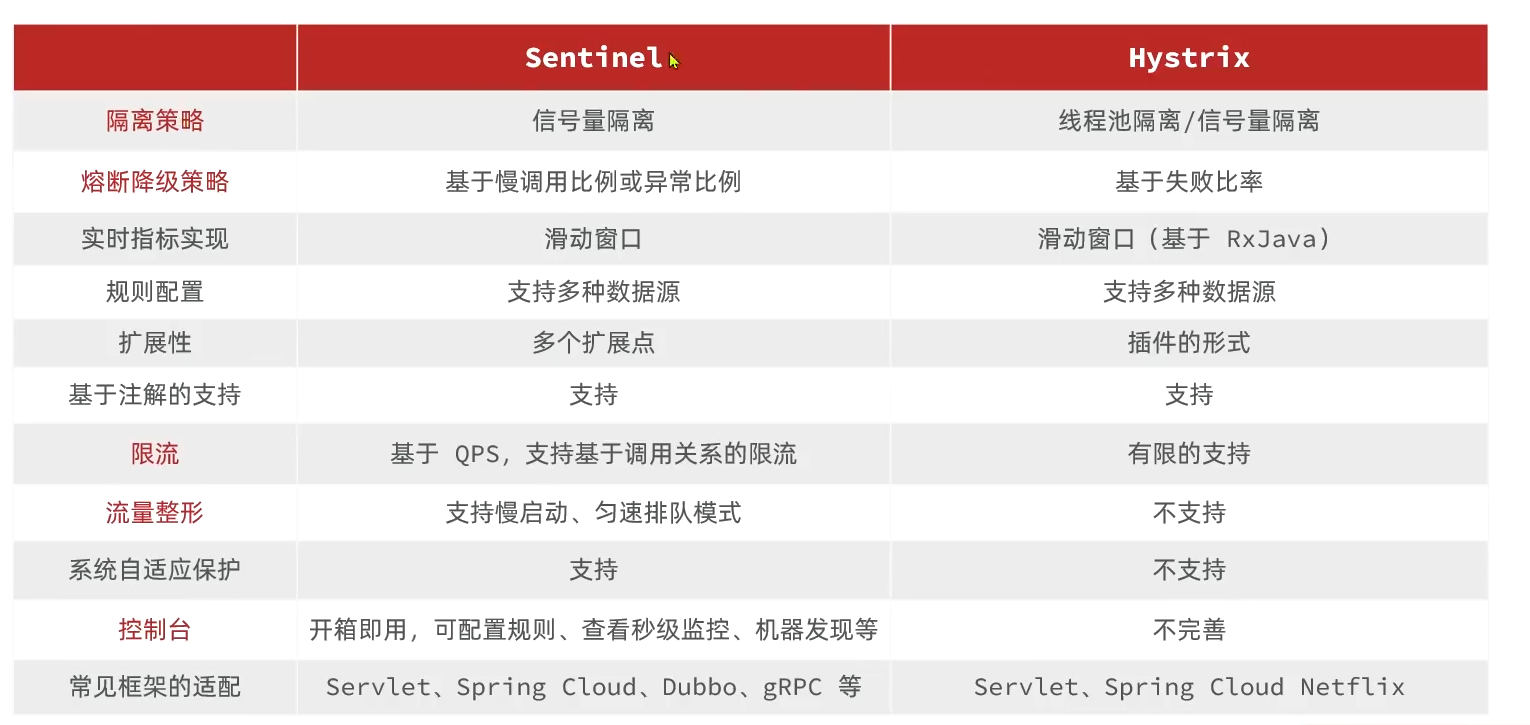 Sentinel Hystrix
隔离策略 信号量隔离 线程池隔离/信号量隔离
熔断降级策略 基于慢调用比例或异常比例 基于失败比率
实时指标实现 滑动窗口 滑动窗口（基于 RxJava）
规则配置 支持多种数据源 支持多种数据源
扩展性 多个扩展点 插件的形式
基于注解的支持 支持 支持
限流 基于 QPS，支持基于调用关系的限流 有限的支持
流量整形 支持慢启动、匀速排队模式 不支持
系统自适应保护 支持 不支持
控制台 开箱即用，可配置规则、查看秒级监控、机器发现等 不完善
常见框架的适配 Servlet、Spring Cloud、Dubbo、gRPC 等 Servlet、Spring Cloud Netflix